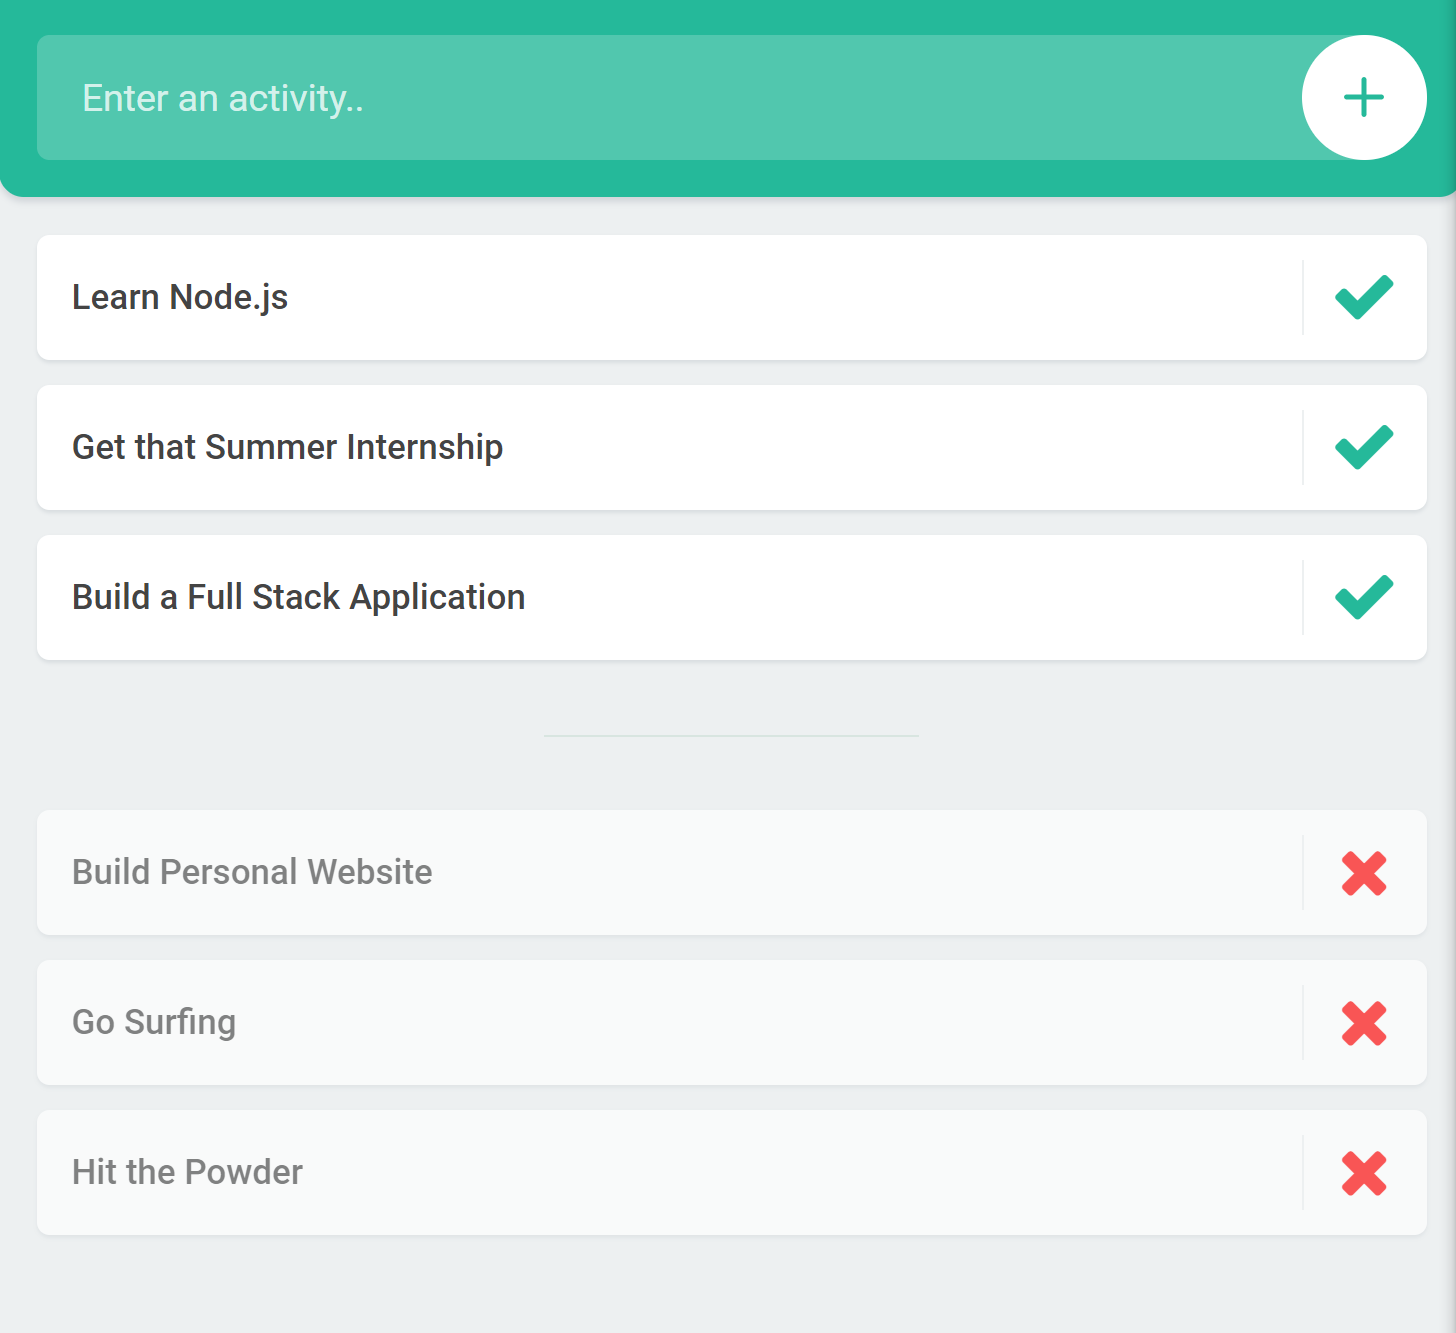 Enter an activity..
Learn Node.js
Get that Summer Internship
Build a Full Stack Application
Build Personal Website
Go Surfing
Hit the Powder